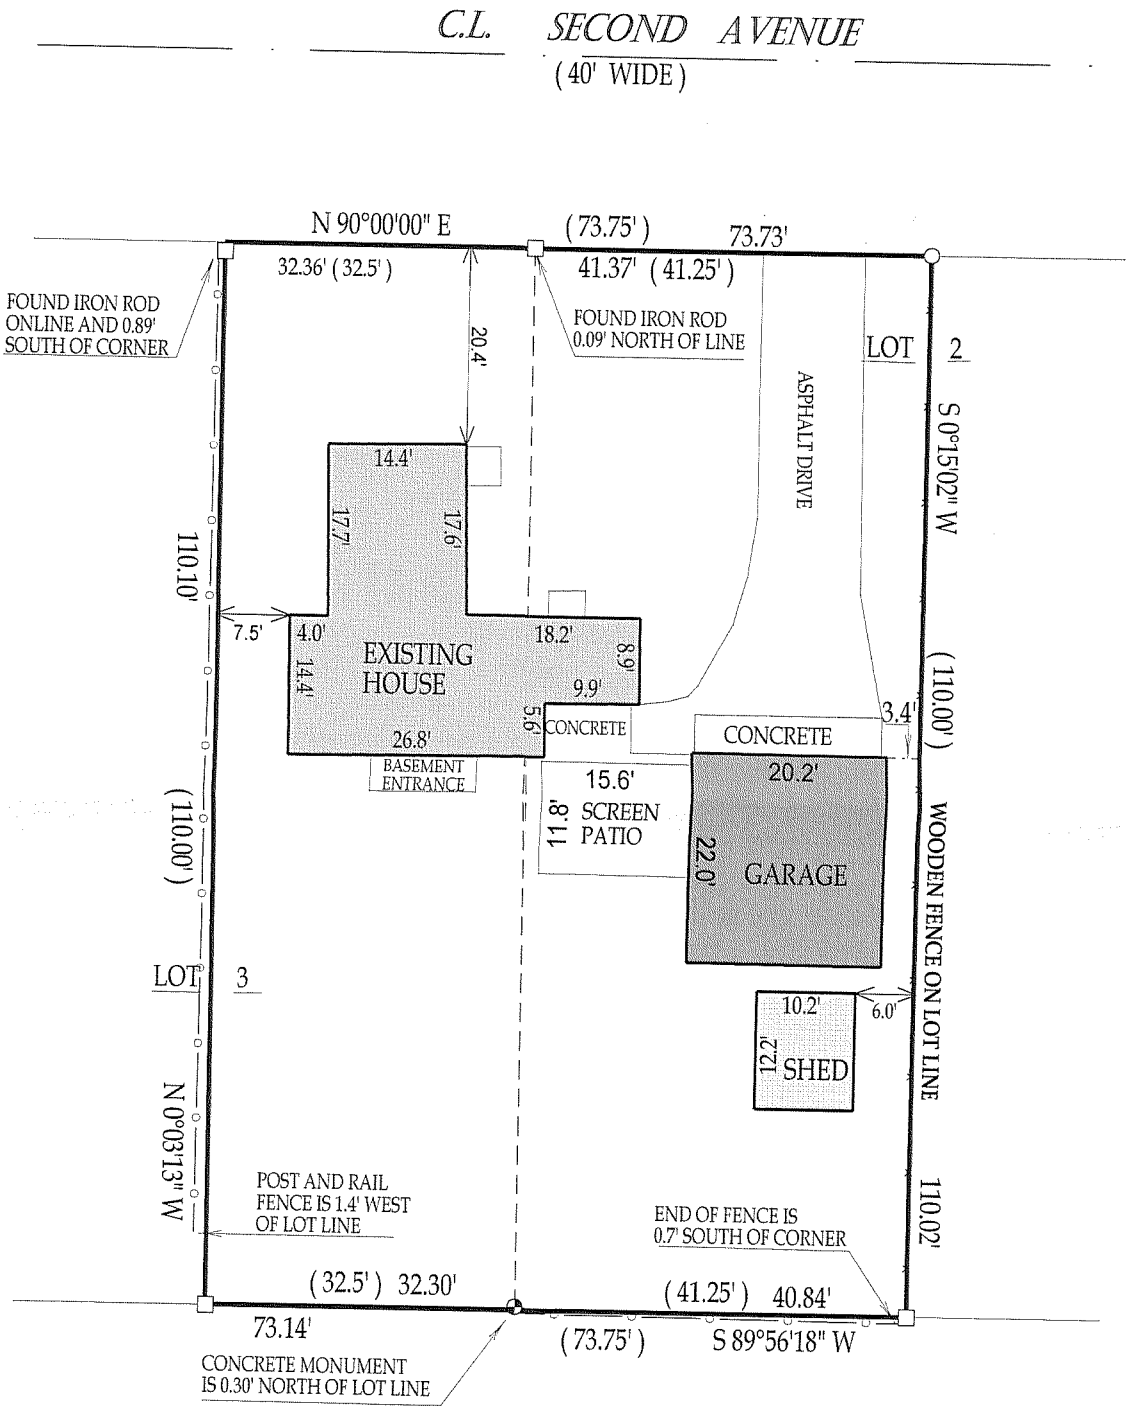 C.L. SECOND AVENUE
(40' WIDE)
N 90°00'00" E
(73.75')
73.73'
32.36' (32.5')
41.37' (41.25')
FOUND IRON ROD
ONLINE AND 0.89'
SOUTH OF CORNER
FOUND IRON ROD
0.09' NORTH OF LINE
20.4'
LOT 2
ASPHALT DRIVE
S 0°15'02" W
14.4'
17.7'
17.6'
110.10'
7.5'
4.0'
18.2'
8.9'
EXISTING
HOUSE
14.4'
9.9'
5.6'
26.8'
CONCRETE
BASEMENT
ENTRANCE
(110.00')
3.4'
CONCRETE
20.2'
15.6'
11.8'
SCREEN
PATIO
22.0'
GARAGE
(110.00')
WOODEN FENCE ON LOT LINE
LOT 3
10.2'
6.0'
12.2'
SHED
N 0°03'13" W
POST AND RAIL
FENCE IS 1.4' WEST
OF LOT LINE
END OF FENCE IS
0.7' SOUTH OF CORNER
110.02'
(32.5') 32.30'
(41.25') 40.84'
73.14'
(73.75')
S 89°56'18" W
CONCRETE MONUMENT
IS 0.30' NORTH OF LOT LINE